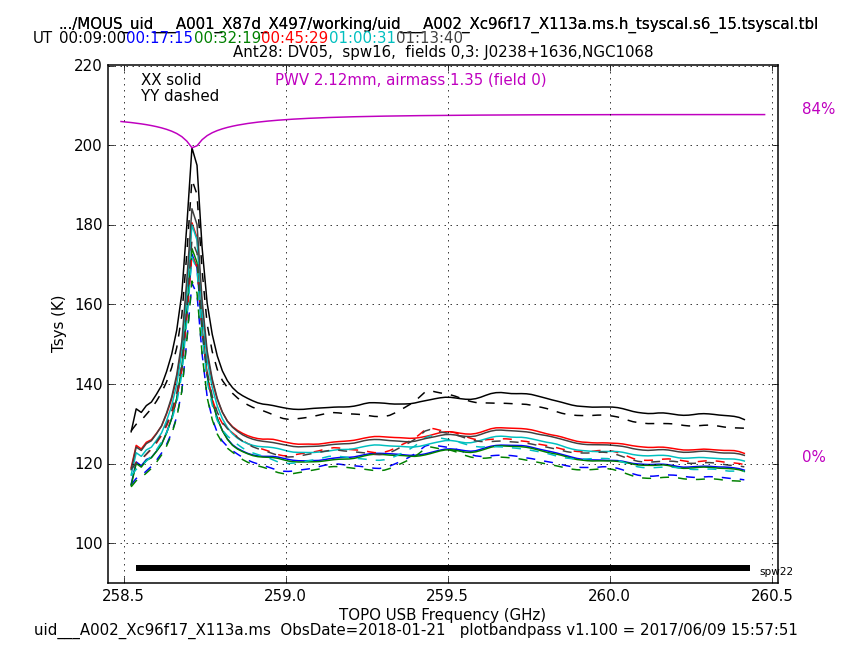 .../MOUS_uid___A001_X87d_X497/working/uid___A002_Xc96f17_X113a.ms.h_tsyscal.s6_15.tsyscal.tbl
UT 00:09:00 00:17:15 00:32:19 00:45:29 01:00:31 01:13:40
Ant28: DV05, spw16, fields 0,3: J0238+1636,NGC1068
220
XX solid
PWV 2.12mm, airmass 1.35 (field 0)
YY dashed
84%
200
180
160
Tsys (K)
140
120
0%
100
spw22
258.5 259.0 259.5 260.0 260.5
TOPO USB Frequency (GHz)
uid___A002_Xc96f17_X113a.ms ObsDate=2018-01-21 plotbandpass v1.100 = 2017/06/09 15:57:51